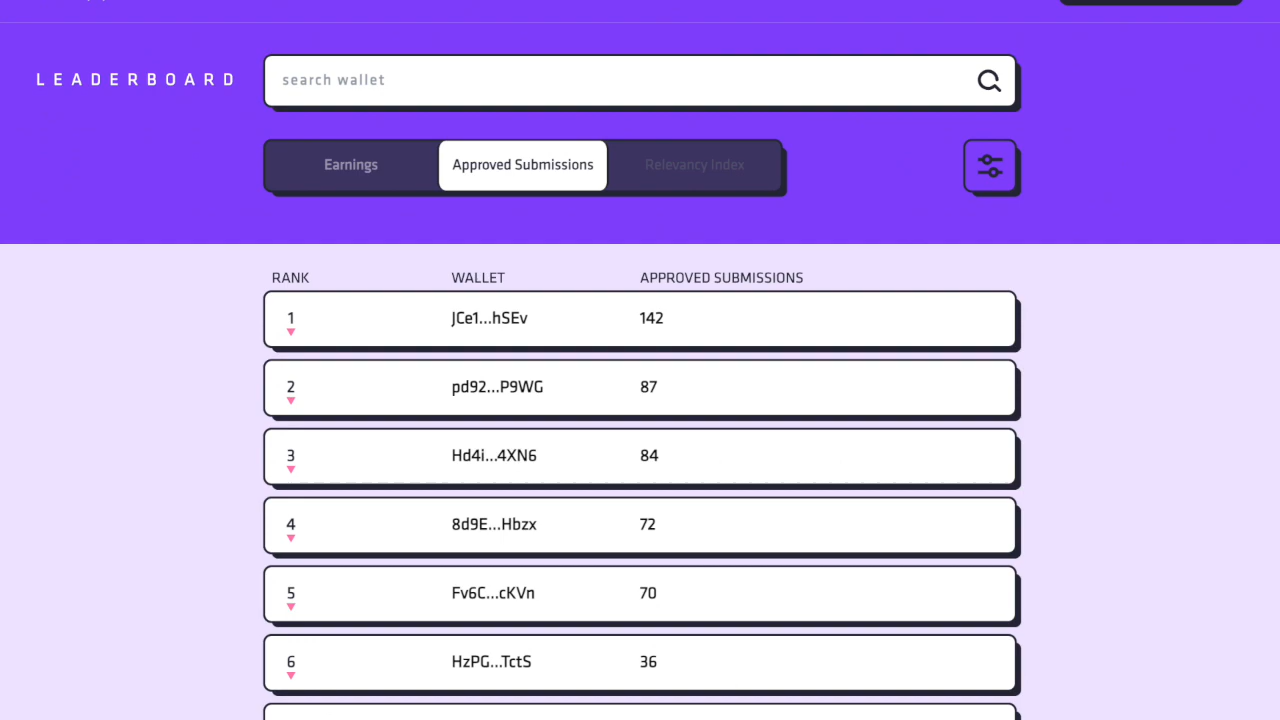 LEADERBOARD
search wallet
Earnings
Approved Submissions
Relevancy Index
RANK WALLET APPROVED SUBMISSIONS
1 JCe1...hSEv 142
2 pd92...P9WG 87
3 Hd4i...4XN6 84
4 8d9E...Hbzx 72
5 Fv6C...cKVn 70
6 HzPG...TctS 36